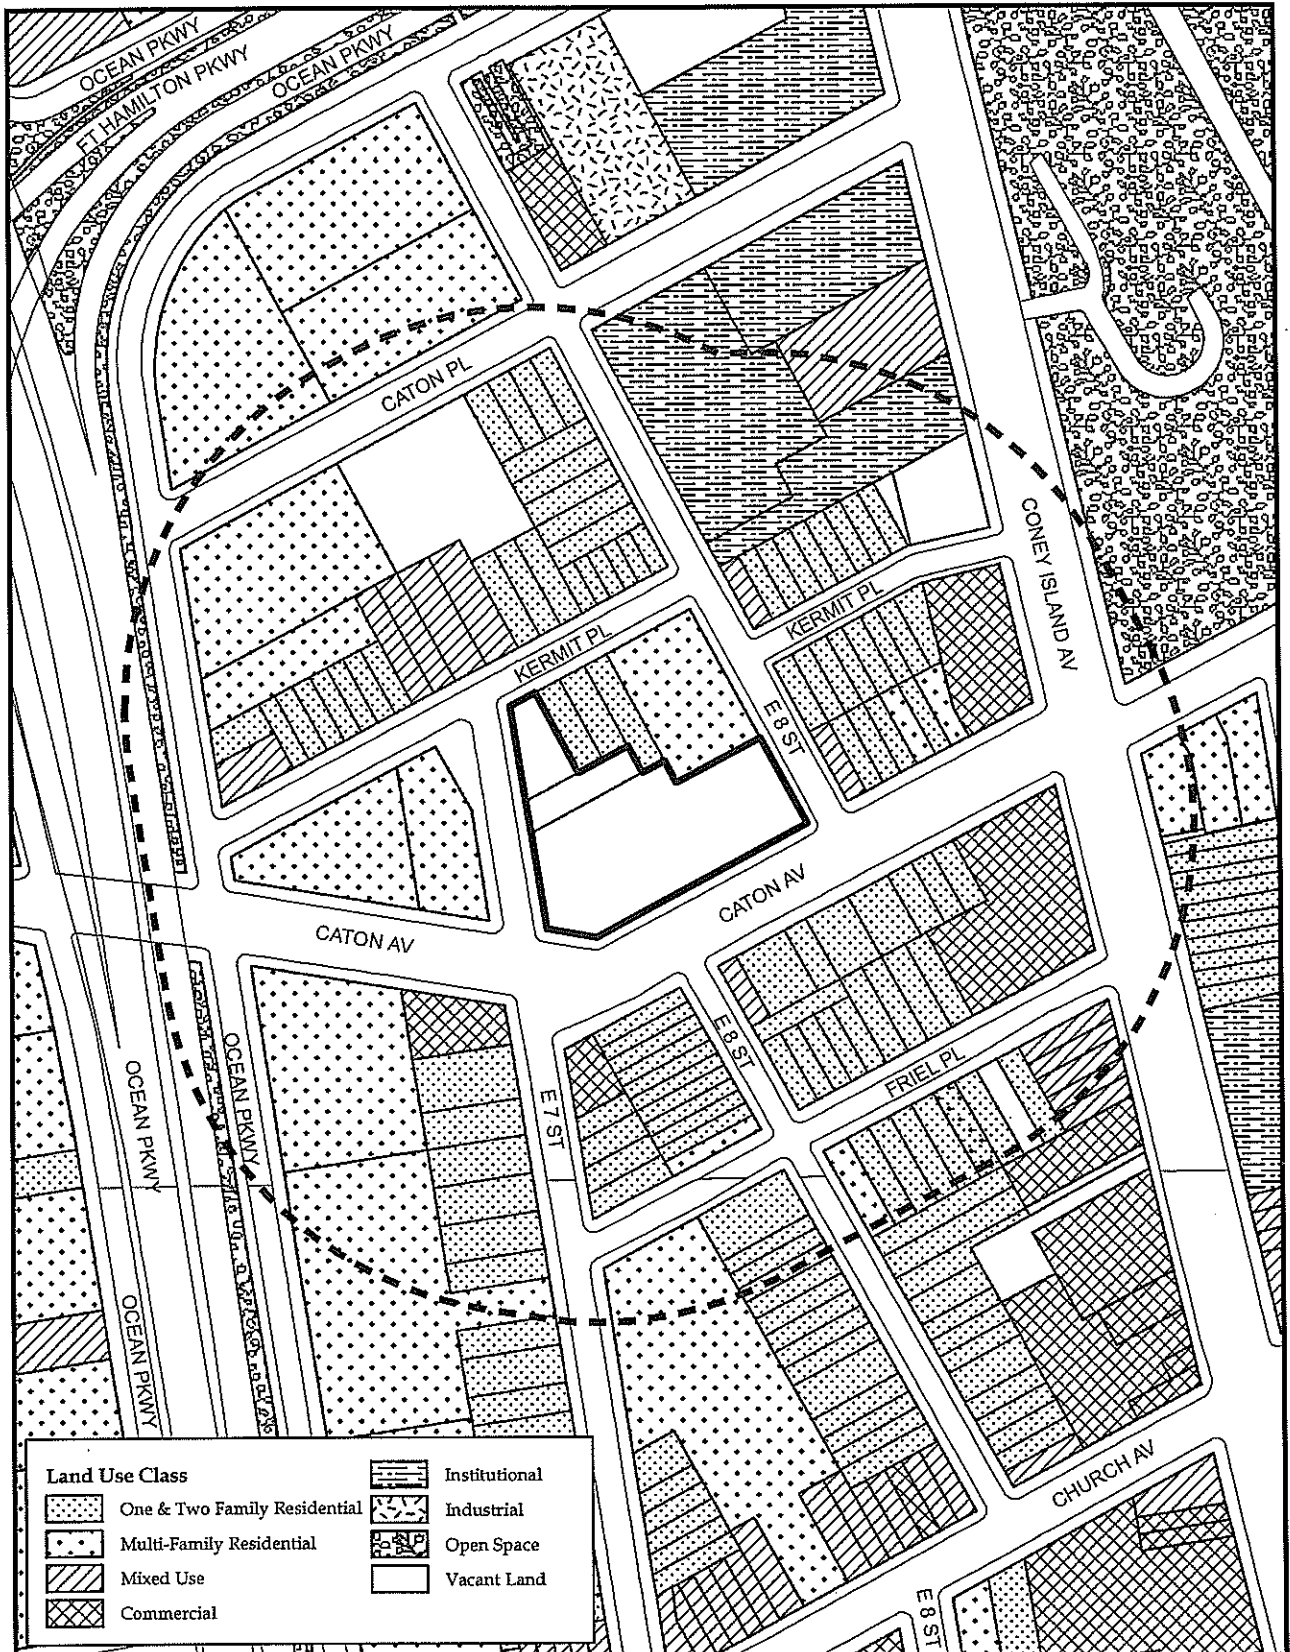 OCEAN PKWY
FT HAMILTON PKWY
OCEAN PKWY
CATON PL
CONEY ISLAND AV
KERMIT PL
KERMIT PL
E 8 ST
CATON AV
CATON AV
E 8 ST
FRIEL PL
OCEAN PKWY
OCEAN PKWY
E 7 ST
OCEAN PKWY
CHURCH AV
E 8 ST
Land Use Class
One & Two Family Residential
Multi-Family Residential
Mixed Use
Commercial
Institutional
Industrial
Open Space
Vacant Land